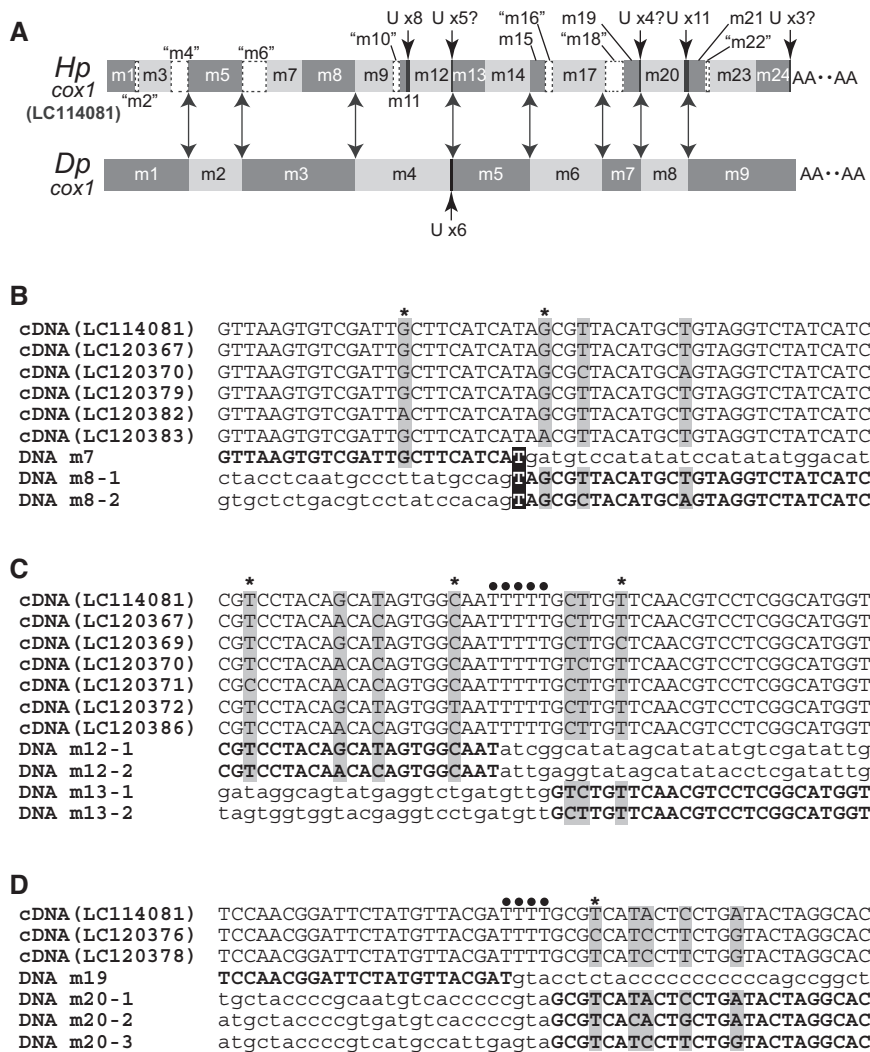 A
U x8
U x5?
"m16"
m15
m19
U x4?
U x11
m21
U x3?
"m4"
"m6"
"m10"
"m18"
"m22"
Hp
cox1
(LC114081)
m1
"m2"
m3
m5
m7
m8
m9
m11
m12
m13
m14
m17
m20
m23
m24
AA··AA
Dp
cox1
m1
m2
m3
m4
m5
m6
m7
m8
m9
AA··AA
U x6
B
* *
cDNA(LC114081) GTTAAGTGTCGATTGCTTCATCATAGCGTTACATGCTGTAGGTCTATCATC
cDNA(LC120367) GTTAAGTGTCGATTGCTTCATCATAGCGTTACATGCTGTAGGTCTATCATC
cDNA(LC120370) GTTAAGTGTCGATTGCTTCATCATAGCGCTACATGCAGTAGGTCTATCATC
cDNA(LC120379) GTTAAGTGTCGATTGCTTCATCATAGCGTTACATGCTGTAGGTCTATCATC
cDNA(LC120382) GTTAAGTGTCGATTACTTCATCATAGCGTTACATGCTGTAGGTCTATCATC
cDNA(LC120383) GTTAAGTGTCGATTGCTTCATCATAACGTTACATGCTGTAGGTCTATCATC
DNA m7 GTTAAGTGTCGATTGCTTCATCATgatgtccatatatccatatatggacat
DNA m8-1 ctacctcaatgcccttatgccagTAGCGTTACATGCTGTAGGTCTATCATC
DNA m8-2 gtgctctgacgtcctatccacagTAGCGCTACATGCAGTAGGTCTATCATC
C
* * ●●●●● *
cDNA(LC114081) CGTCCTACAGCATAGTGGCAATTTTTGCTTGTTCAACGTCCTCGGCATGGT
cDNA(LC120367) CGTCCTACAACACAGTGGCAATTTTTGCTTGTTCAACGTCCTCGGCATGGT
cDNA(LC120369) CGTCCTACAGCATAGTGGCAATTTTTGCTTGCTCAACGTCCTCGGCATGGT
cDNA(LC120370) CGTCCTACAACACAGTGGCAATTTTTGTCTGTTCAACGTCCTCGGCATGGT
cDNA(LC120371) CGCCCTACAACACAGTGGCAATTTTTGCTTGTTCAACGTCCTCGGCATGGT
cDNA(LC120372) CGTCCTACAACACAGTGGTAATTTTTGCTTGTTCAACGTCCTCGGCATGGT
cDNA(LC120386) CGTCCTACAACACAGTGGCAATTTTTGCTTGTTCAACGTCCTCGGCATGGT
DNA m12-1 CGTCCTACAGCATAGTGGCAATatcggcatatagcatatatgtcgatattg
DNA m12-2 CGTCCTACAACACAGTGGCAATattgaggtatagcatatacctcgatattg
DNA m13-1 gataggcagtatgaggtctgatgttgGTCTGTTCAACGTCCTCGGCATGGT
DNA m13-2 tagtggtggtacgaggtcctgatgttGCTTGTTCAACGTCCTCGGCATGGT
D
●●●● *
cDNA(LC114081) TCCAACGGATTCTATGTTACGATTTTGCGTCATACTCCTGATACTAGGCAC
cDNA(LC120376) TCCAACGGATTCTATGTTACGATTTTGCGCCATCCTTCTGGTACTAGGCAC
cDNA(LC120378) TCCAACGGATTCTATGTTACGATTTTGCGTCATCCTTCTGGTACTAGGCAC
DNA m19 TCCAACGGATTCTATGTTACGATgtacctctaccccccccccagccggct
DNA m20-1 tgctaccccgcaatgtcacccccgtaGCGTCATACTCCTGATACTAGGCAC
DNA m20-2 atgctaccccgtgatgtcaccccgtaGCGTCACACTGCTGATACTAGGCAC
DNA m20-3 atgctaccccgtcatgccattgagtaGCGTCATCCTTCTGGTACTAGGCAC